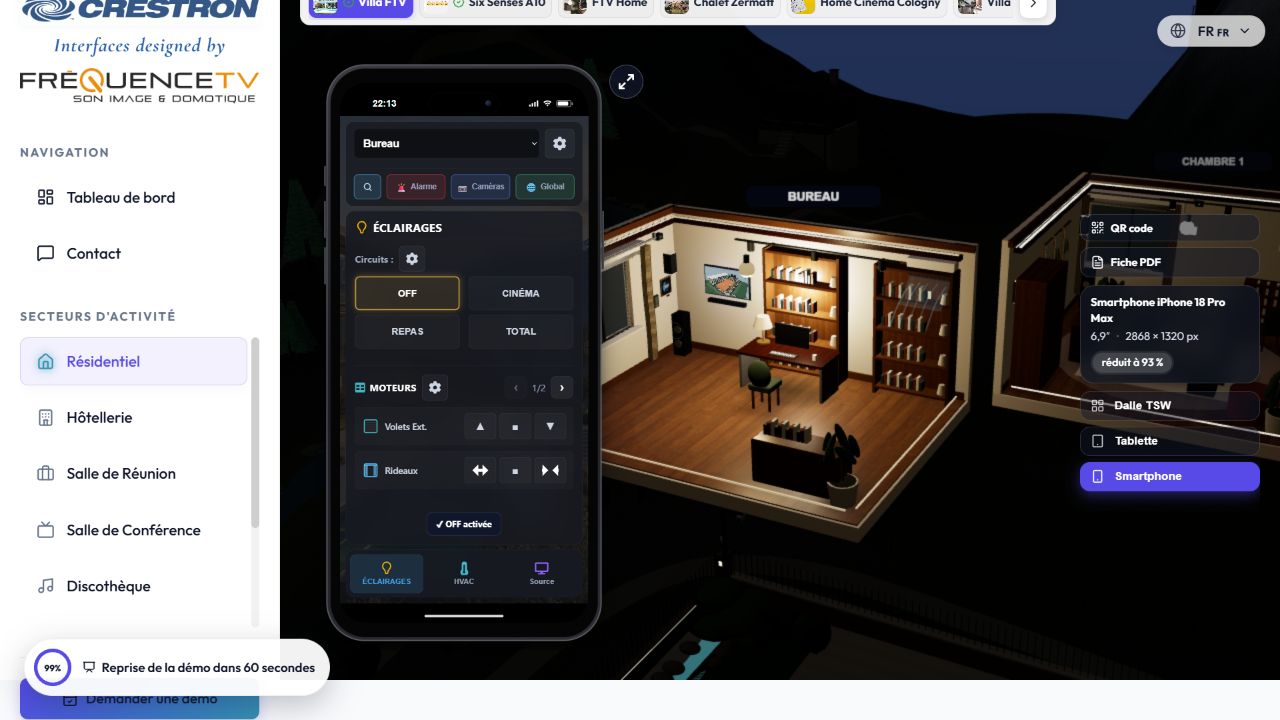 CRESTRON
Interfaces designed by
FRÉQUENCETV
SON IMAGE & DOMOTIQUE
NAVIGATION
Tableau de bord
Contact
SECTEURS D'ACTIVITÉ
Résidentiel
Hôtellerie
Salle de Réunion
Salle de Conférence
Discothèque
99%
Reprise de la démo dans 60 secondes
Demander une démo
Villa FTV
Six Senses A10
FTV Home
Chalet Zermatt
Home Cinema Cologny
Villa
FR FR
22:13
Bureau
Alarme
Caméras
Global
ÉCLAIRAGES
Circuits :
OFF
CINÉMA
REPAS
TOTAL
MOTEURS
1/2
Volets Ext.
Rideaux
✓ OFF activée
ÉCLAIRAGES
HVAC
Source
BUREAU
CHAMBRE 1
QR code
Fiche PDF
Smartphone iPhone 18 Pro
Max
6,9" · 2868 × 1320 px
réduit à 93 %
Dalle TSW
Tablette
Smartphone